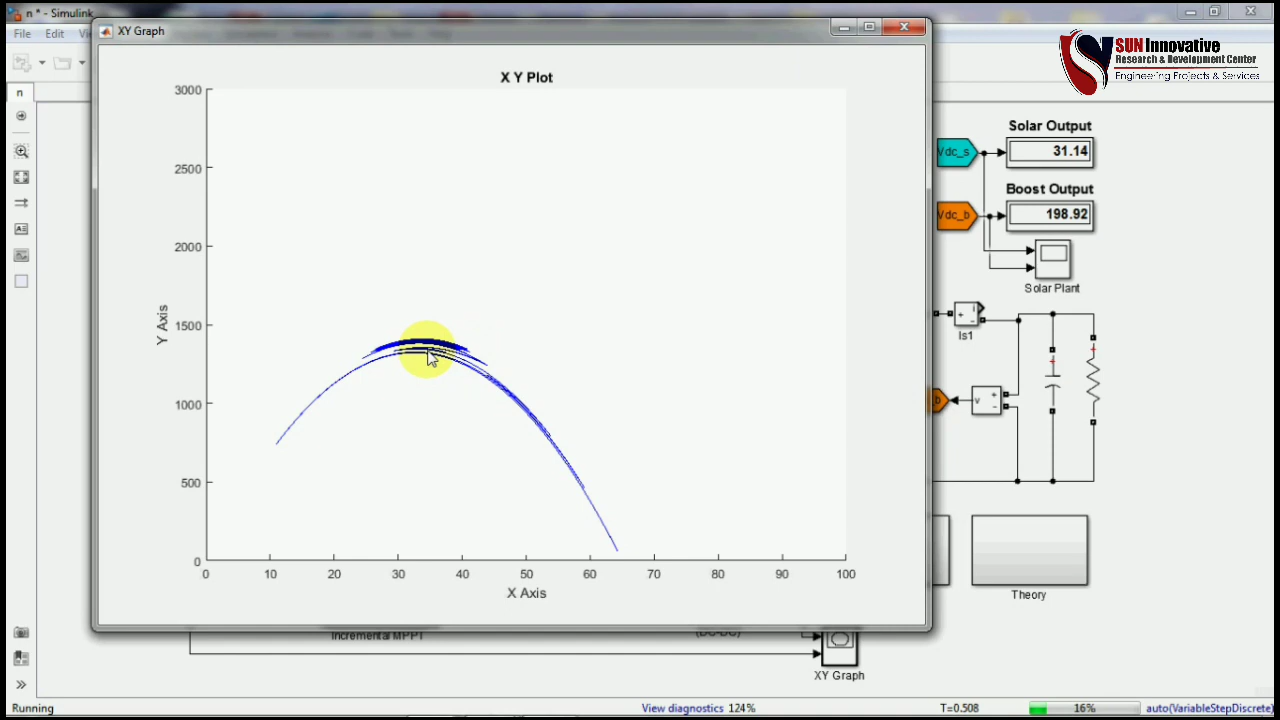 n * - Simulink
File Edit Vi
n
XY Graph
X Y Plot
3000
2500
2000
1500
1000
500
0
Y Axis
0 10 20 30 40 50 60 70 80 90 100
X Axis
SUN Innovative
Research & Development Center
Engineering Projects & Services
Solar Output
Vdc_s
31.14
Boost Output
Vdc_b
198.92
Solar Plant
i
+
-
Is1
v
+
-
b
+
+
Theory
Incremental MPPT
(DC-DC)
XY Graph
Running
View diagnostics 124%
T=0.508
16%
auto(VariableStepDiscrete)